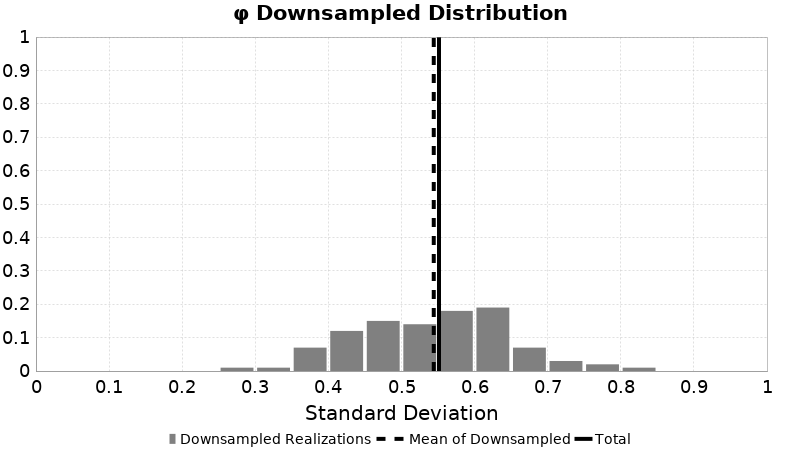 φ Downsampled Distribution
1
0.9
0.8
0.7
0.6
0.5
0.4
0.3
0.2
0.1
0
0 0.1 0.2 0.3 0.4 0.5 0.6 0.7 0.8 0.9 1
Standard Deviation
Downsampled Realizations Mean of Downsampled Total